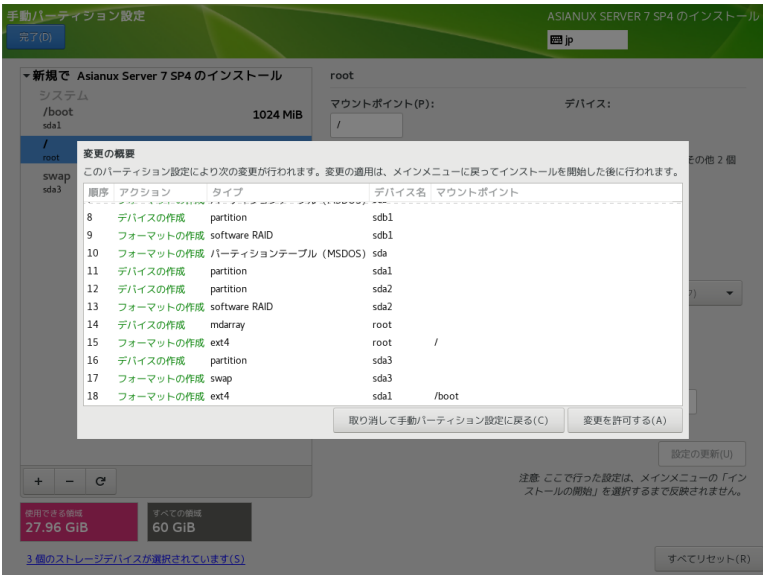 手動パーティション設定
ASIANUX SERVER 7 SP4 のインストール
完了(D)
jp
新規で Asianux Server 7 SP4 のインストール
システム
/boot
1024 MiB
sda1
/
root
swap
sda3
root
マウントポイント(P):
デバイス:
/
その他 2 個
変更の概要
このパーティション設定により次の変更が行われます。変更の適用は、メインメニューに戻ってインストールを開始した後に行われます。
順序 アクション タイプ デバイス名 マウントポイント
8 デバイスの作成 partition sdb1
9 フォーマットの作成 software RAID sdb1
10 フォーマットの作成 パーティションテーブル (MSDOS) sda
11 デバイスの作成 partition sda1
12 デバイスの作成 partition sda2
13 フォーマットの作成 software RAID sda2
14 デバイスの作成 mdarray root
15 フォーマットの作成 ext4 root /
16 デバイスの作成 partition sda3
17 フォーマットの作成 swap sda3
18 フォーマットの作成 ext4 sda1 /boot
取り消して手動パーティション設定に戻る(C)
変更を許可する(A)
設定の更新(U)
注意: ここで行った設定は、メインメニューの「イン
ストールの開始」を選択するまで反映されません。
+ − 
使用できる領域
27.96 GiB
すべての領域
60 GiB
3 個のストレージデバイスが選択されています(S)
すべてリセット(R)